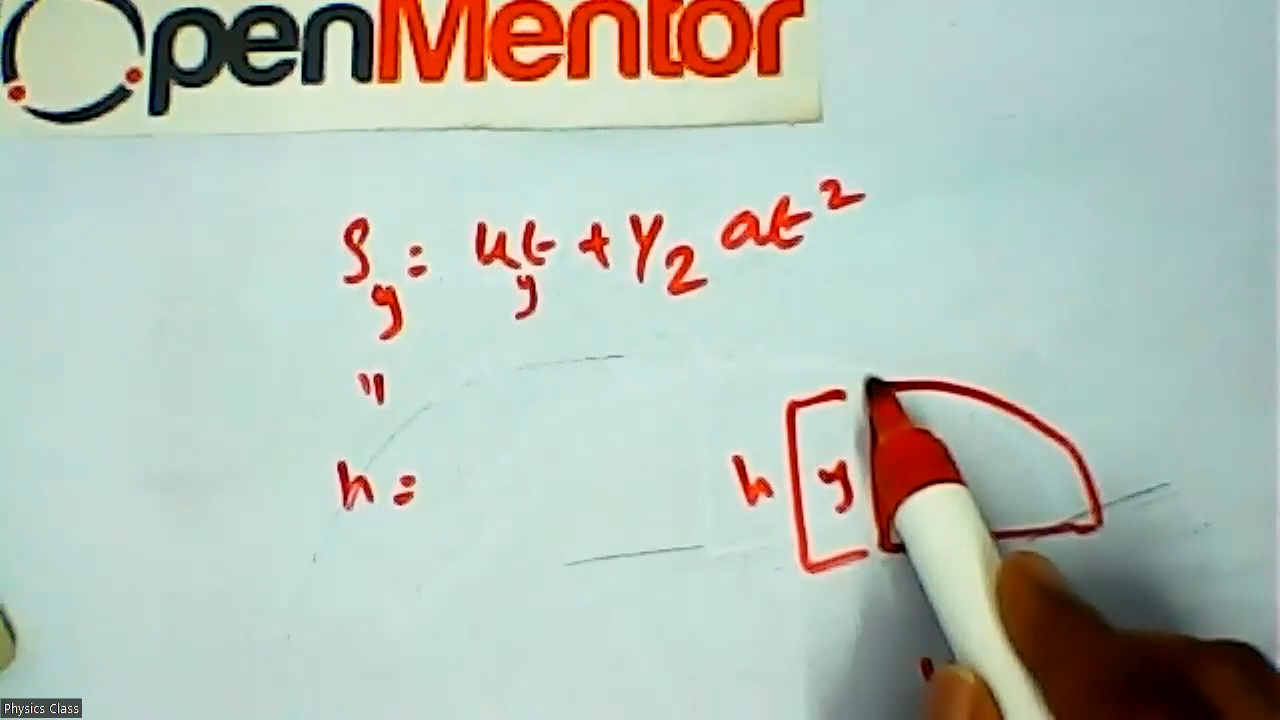 OpenMentor
Sy = uyt + 1/2 at²
"
h =
h
y
Physics Class